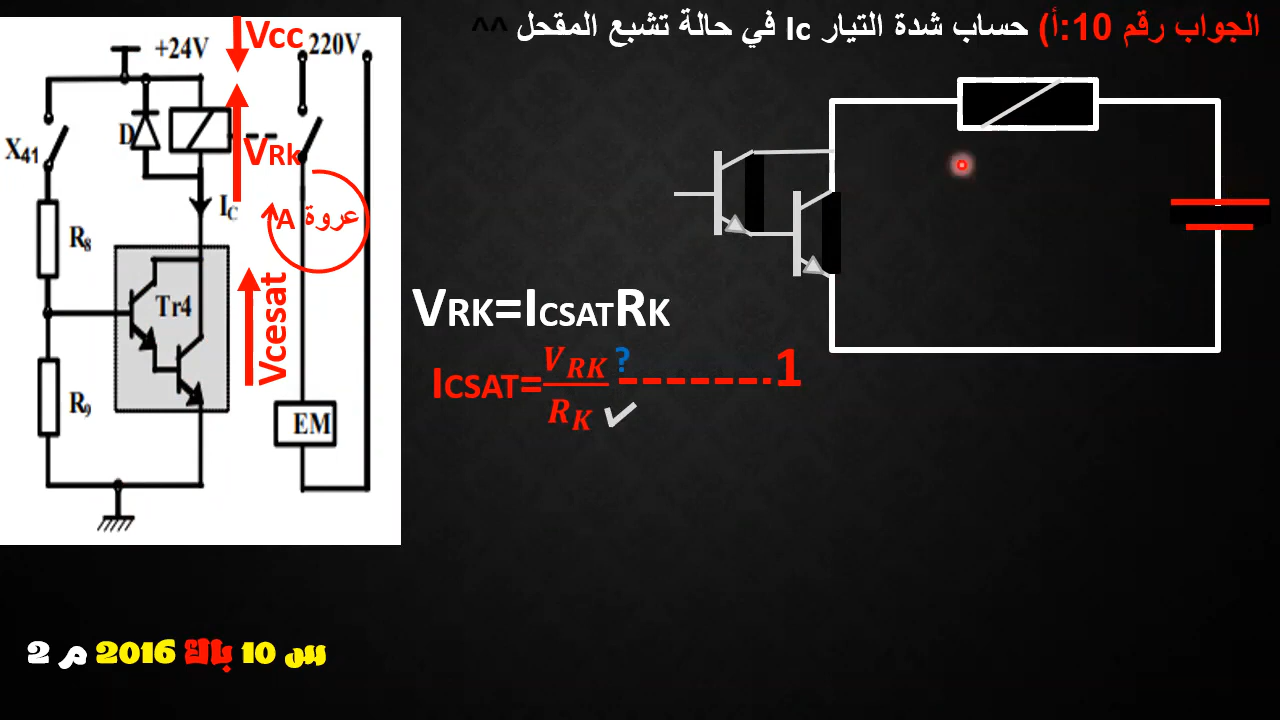 الجواب رقم 10:أ) حساب شدة التيار Ic في حالة تشبع المقحل ^^
Vcc
+24V
220V
D
X41
VRk
IC
عروة A
R8
Tr4
Vcesat
R9
EM
VRK=ICSATRK
ICSAT=VRK/RK ? ✓ -------1
س 10 باك 2016 م 2